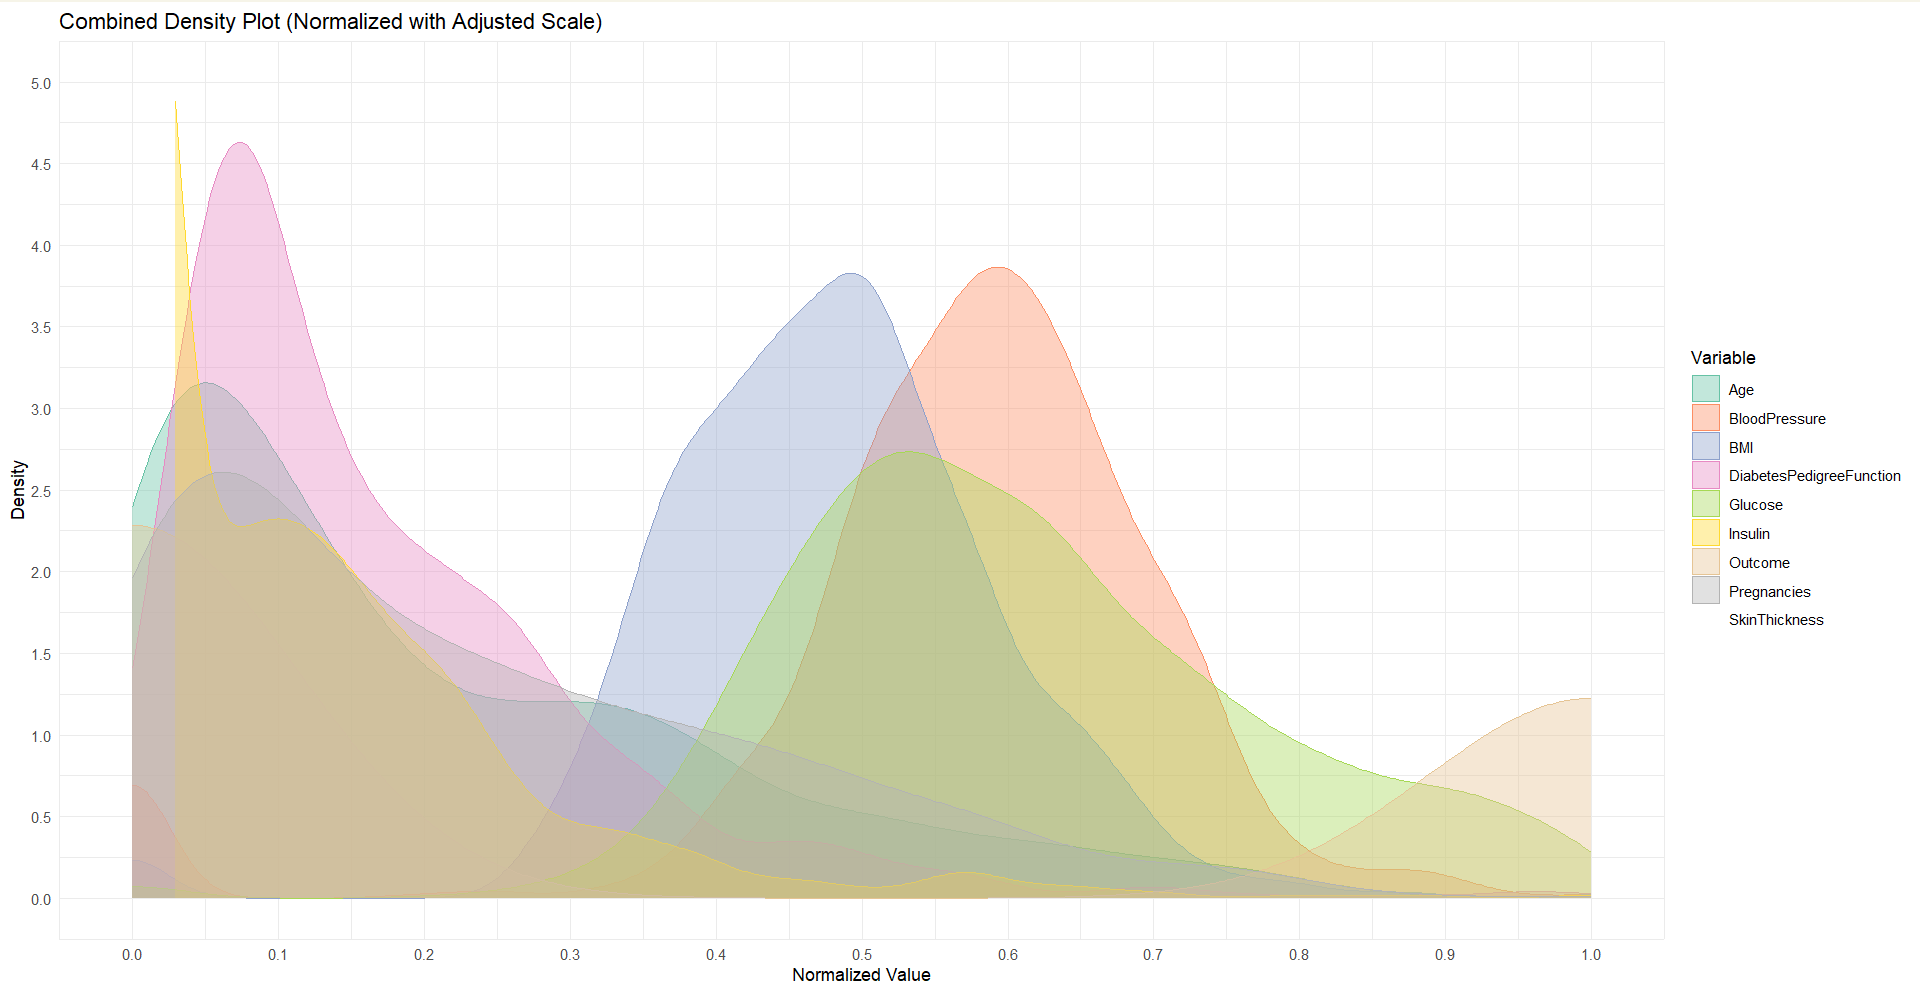 Combined Density Plot (Normalized with Adjusted Scale)
5.0
4.5
4.0
3.5
3.0
2.5
2.0
1.5
1.0
0.5
0.0
Density
0.0 0.1 0.2 0.3 0.4 0.5 0.6 0.7 0.8 0.9 1.0
Normalized Value
Variable
Age
BloodPressure
BMI
DiabetesPedigreeFunction
Glucose
Insulin
Outcome
Pregnancies
SkinThickness